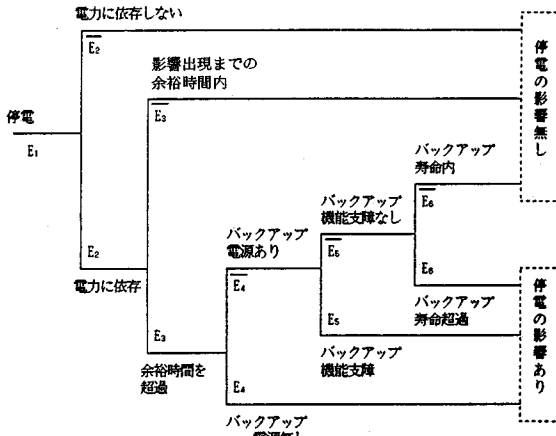 電力に依存しない
E2
影響出現までの
余裕時間内
E3
停電
E1
停電の影響無し
バックアップ
寿命内
E6
バックアップ
機能支障なし
E5
バックアップ
電源あり
E4
E2
電力に依存
E6
バックアップ
寿命超過
E5
バックアップ
機能支障
E3
余裕時間を
超過
E4
バックアップ
電源無し
停電の影響あり